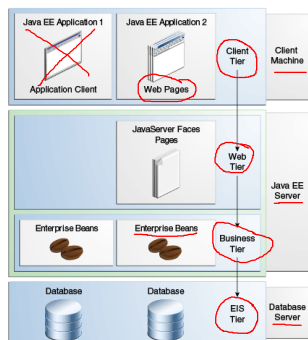 Java EE Application 1
Java EE Application 2
Application Client
Web Pages
Client
Tier
Client
Machine
JavaServer Faces
Pages
Web
Tier
Java EE
Server
Enterprise Beans
Enterprise Beans
Business
Tier
Database
Database
EIS
Tier
Database
Server